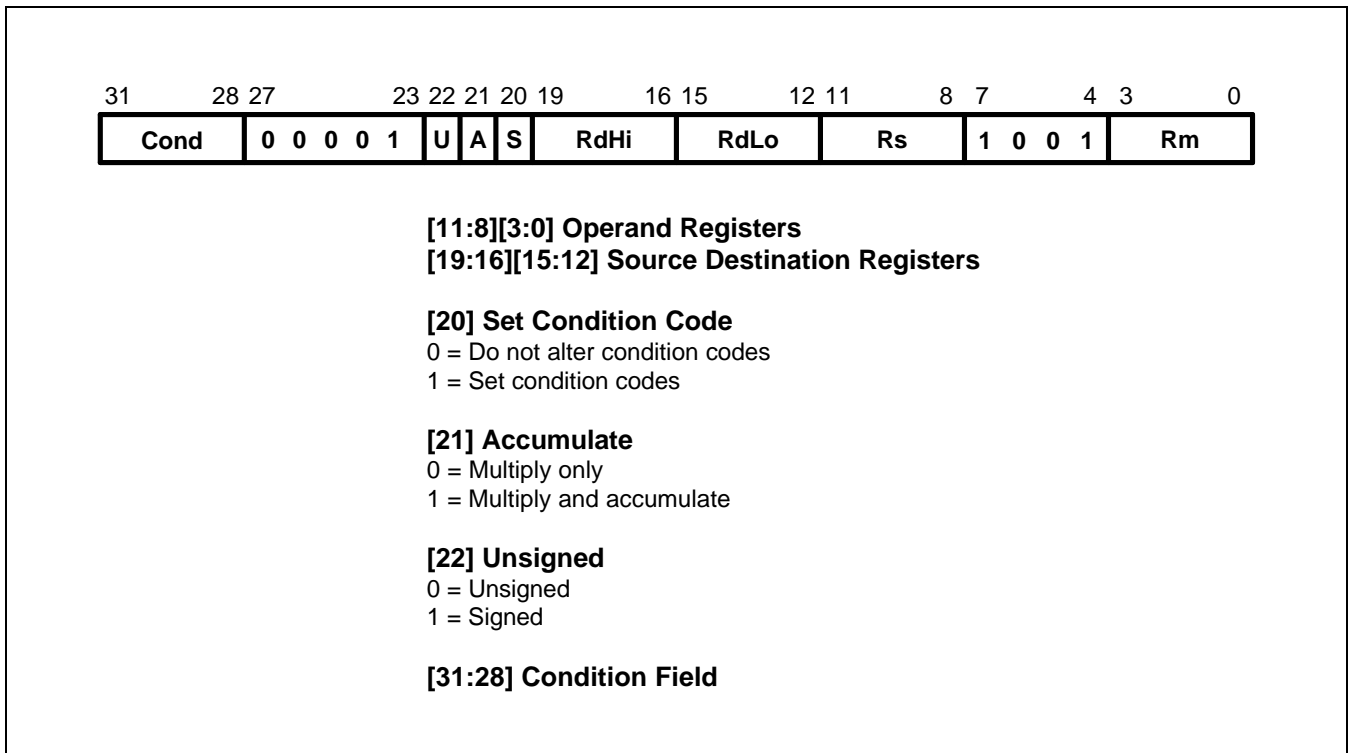 31 28 27 23 22 21 20 19 16 15 12 11 8 7 4 3 0
Cond 0 0 0 0 1 U A S RdHi RdLo Rs 1 0 0 1 Rm
[11:8][3:0] Operand Registers
[19:16][15:12] Source Destination Registers
[20] Set Condition Code
0 = Do not alter condition codes
1 = Set condition codes
[21] Accumulate
0 = Multiply only
1 = Multiply and accumulate
[22] Unsigned
0 = Unsigned
1 = Signed
[31:28] Condition Field